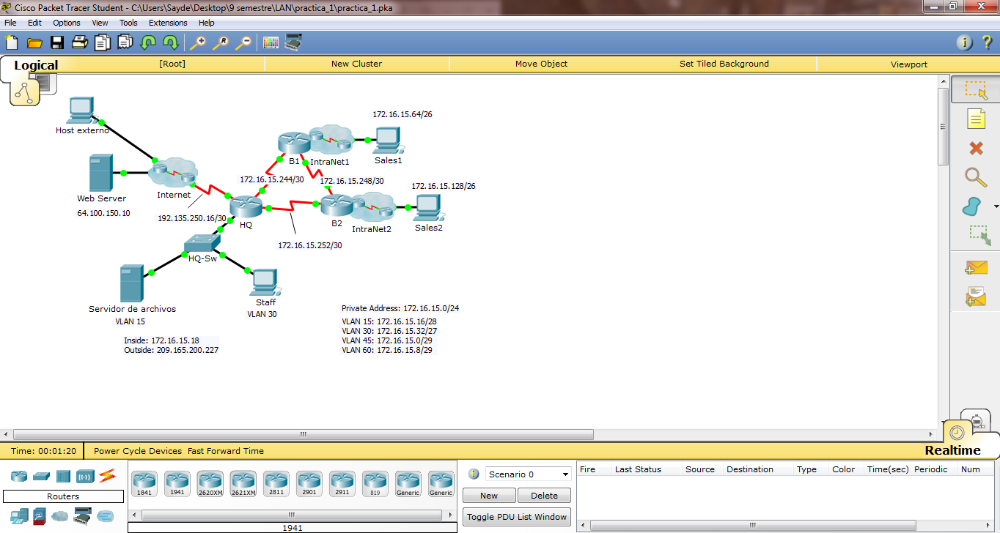 Cisco Packet Tracer Student - C:\Users\Sayde\Desktop\9 semestre\LAN\practica_1\practica_1.pka
File Edit Options View Tools Extensions Help
Logical
[Root] New Cluster Move Object Set Tiled Background Viewport
172.16.15.64/26
Host externo
B1 IntraNet1 Sales1
172.16.15.244/30 172.16.15.248/30
172.16.15.128/26
Internet
Web Server
64.100.150.10
192.135.250.16/30
HQ
B2
IntraNet2
Sales2
172.16.15.252/30
HQ-Sw
Servidor de archivos
VLAN 15
Staff
VLAN 30
Inside: 172.16.15.18
Outside: 209.165.200.227
Private Address: 172.16.15.0/24
VLAN 15: 172.16.15.16/28
VLAN 30: 172.16.15.32/27
VLAN 45: 172.16.15.0/29
VLAN 60: 172.16.15.8/29
Time: 00:01:20 Power Cycle Devices Fast Forward Time
Realtime
Routers
1841 1941 2620XM 2621XM 2811 2901 2911 819 Generic Generic
1941
Scenario 0
New Delete
Toggle PDU List Window
Fire Last Status Source Destination Type Color Time(sec) Periodic Num